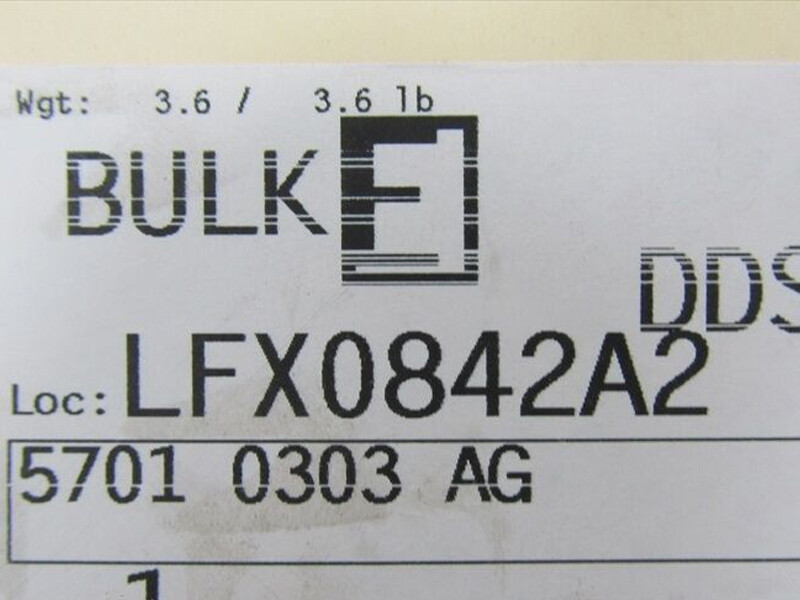 Wgt: 3.6 / 3.6 lb
BULK E
DDS
Loc: LFX0842A2
5701 0303 AG
1